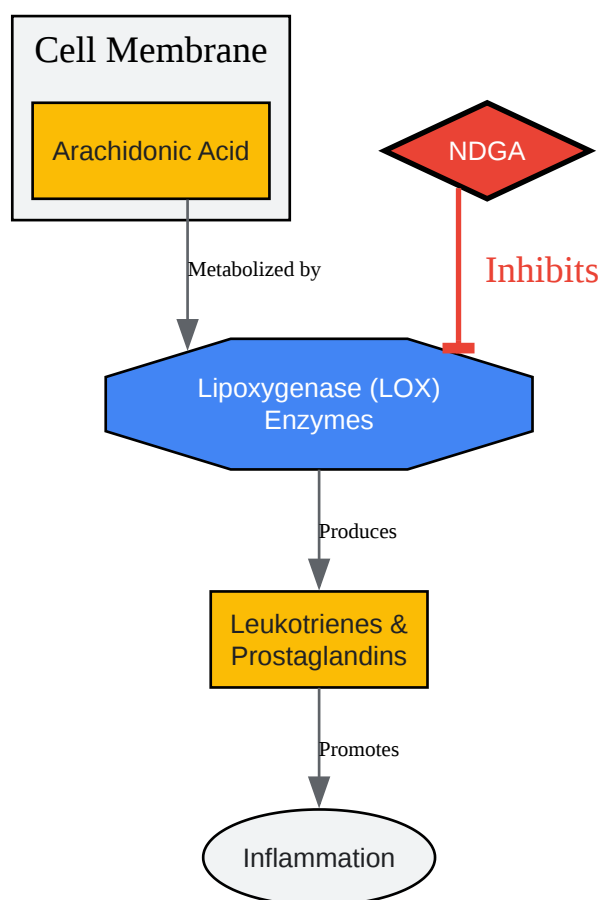 Cell Membrane
Arachidonic Acid
NDGA
Metabolized by
Inhibits
Lipoxygenase (LOX)
Enzymes
Produces
Leukotrienes &
Prostaglandins
Promotes
Inflammation